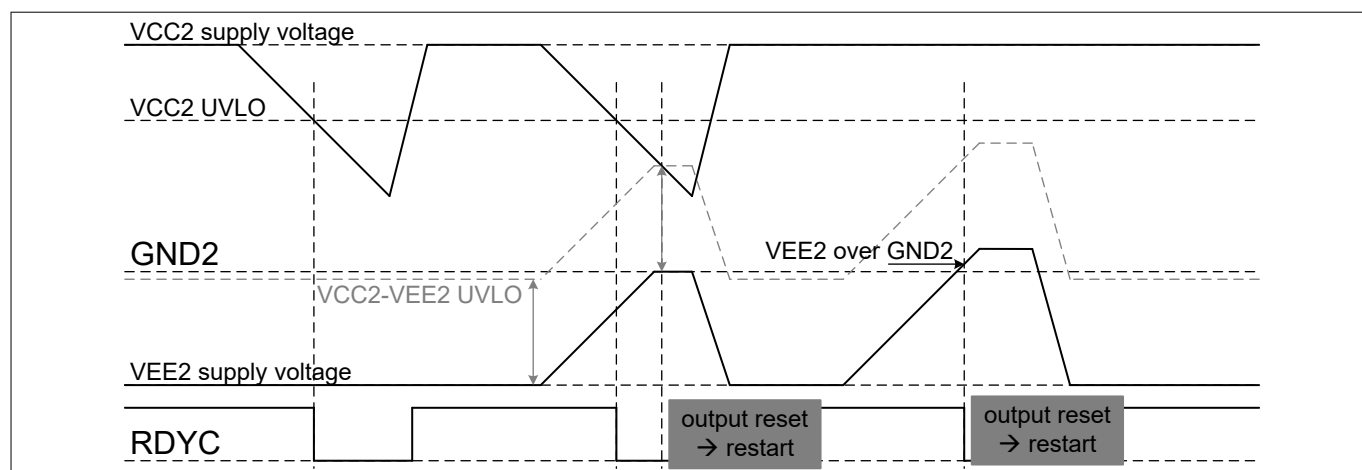 VCC2 supply voltage
VCC2 UVLO
GND2
VEE2 over GND2
VCC2-VEE2 UVLO
VEE2 supply voltage
RDYC
output reset
→ restart
output reset
→ restart